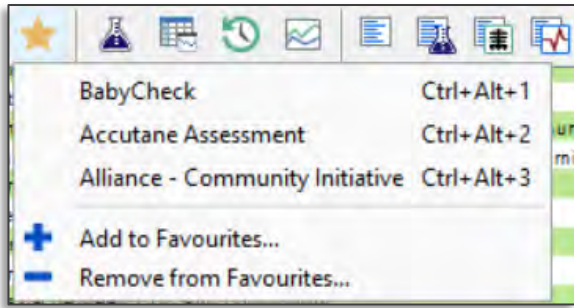 BabyCheck Ctrl+Alt+1
Accutane Assessment Ctrl+Alt+2
Alliance - Community Initiative Ctrl+Alt+3
Add to Favourites...
Remove from Favourites...